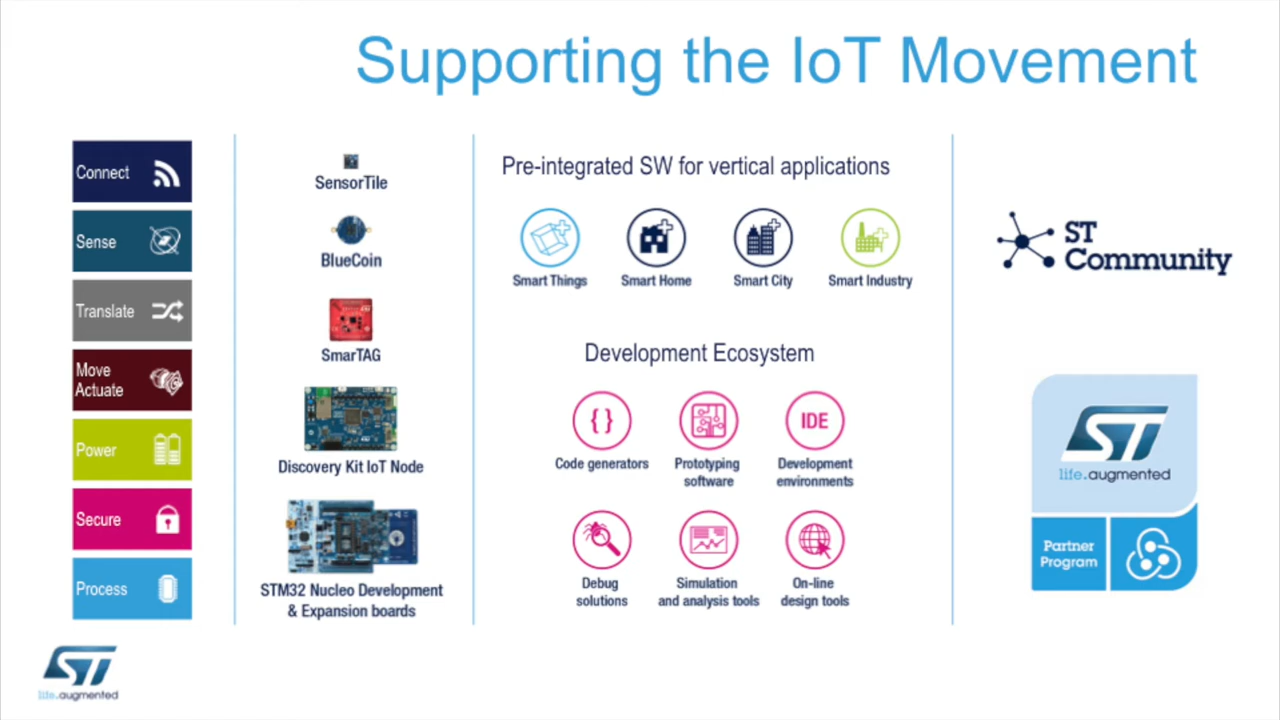 Supporting the IoT Movement
Connect
Sense
Translate
Move
Actuate
Power
Secure
Process
SensorTile
BlueCoin
SmarTAG
Discovery Kit IoT Node
STM32 Nucleo Development
& Expansion boards
Pre-integrated SW for vertical applications
Smart Things
Smart Home
Smart City
Smart Industry
Development Ecosystem
{ }
IDE
Code generators
Prototyping
software
Development
environments
Debug
solutions
Simulation
and analysis tools
On-line
design tools
ST
Community
ST
life.augmented
Partner
Program
ST
life.augmented